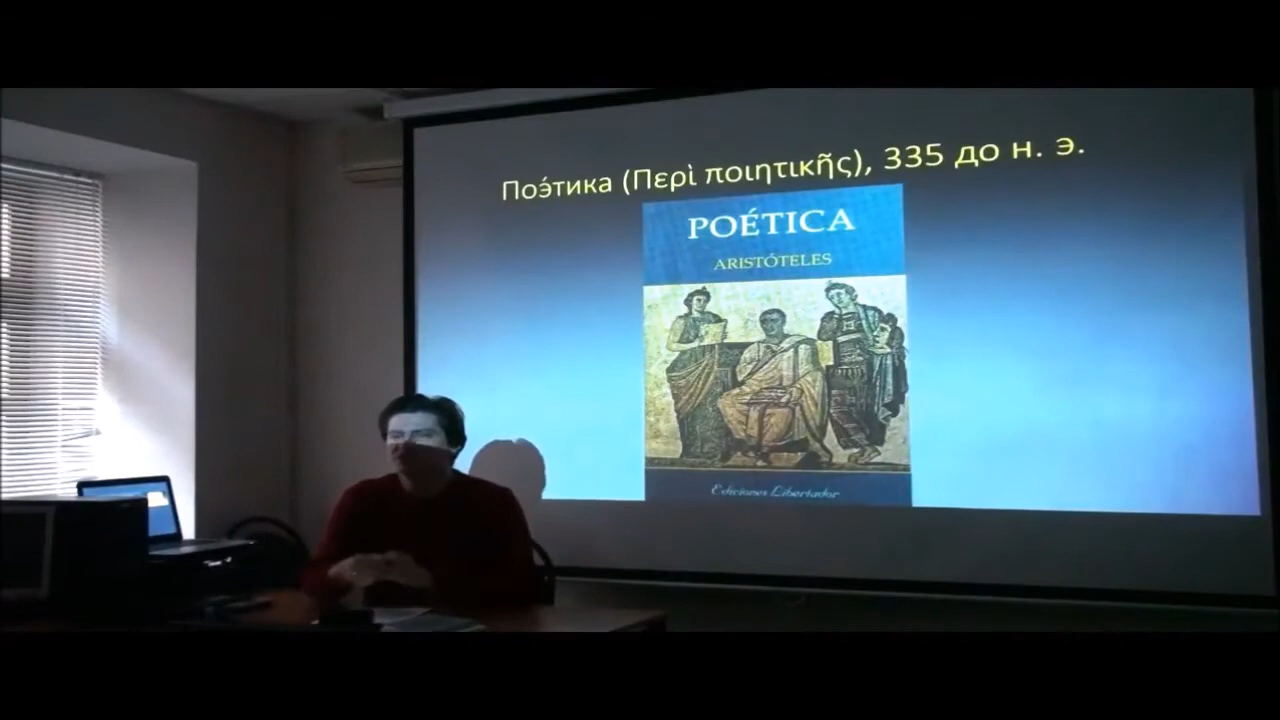 Поэ́тика (Περὶ ποιητικῆς), 335 до н. э.
POÉTICA
ARISTÓTELES
Ediciones Libertador